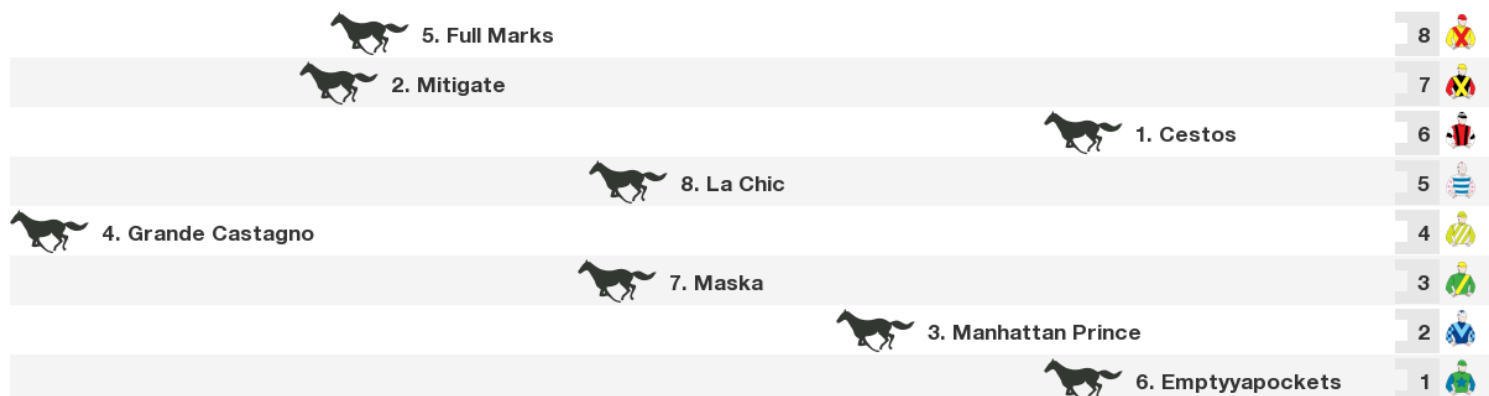 5. Full Marks 8
2. Mitigate 7
1. Cestos 6
8. La Chic 5
4. Grande Castagno 4
7. Maska 3
3. Manhattan Prince 2
6. Emptyyapockets 1